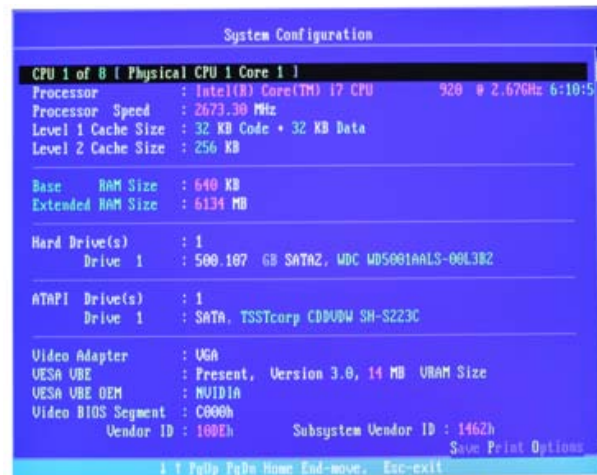 System Configuration
CPU 1 of 8 [ Physical CPU 1 Core 1 ]
Processor : Intel(R) Core(TM) i7 CPU 920 @ 2.67GHz 6:10:5
Processor Speed : 2673.30 MHz
Level 1 Cache Size : 32 KB Code + 32 KB Data
Level 2 Cache Size : 256 KB
Base RAM Size : 640 KB
Extended RAM Size : 6134 MB
Hard Drive(s) : 1
Drive 1 : 500.107 GB SATA2, WDC WD5001AALS-00L3B2
ATAPI Drive(s) : 1
Drive 1 : SATA, TSSTcorp CDDVDW SH-S223C
Video Adapter : VGA
VESA VBE : Present, Version 3.0, 14 MB VRAM Size
VESA VBE OEM : NVIDIA
Video BIOS Segment : C000h
Vendor ID : 10DEh Subsystem Vendor ID : 1462h
Save Print Options
↓ ↑ PgUp PgDn Home End-move, Esc-exit